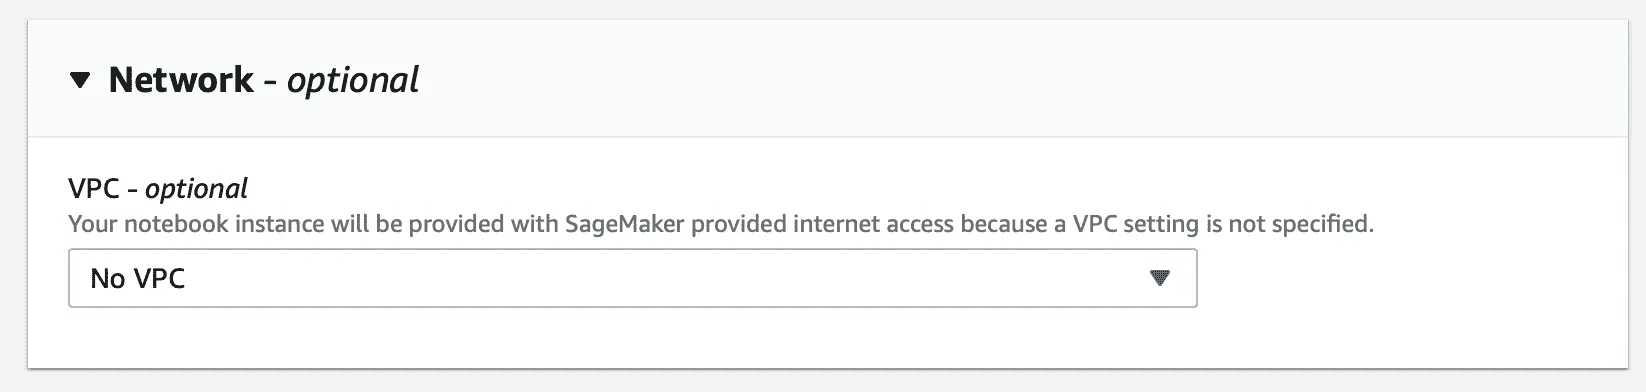 Network - optional
VPC - optional
Your notebook instance will be provided with SageMaker provided internet access because a VPC setting is not specified.
No VPC